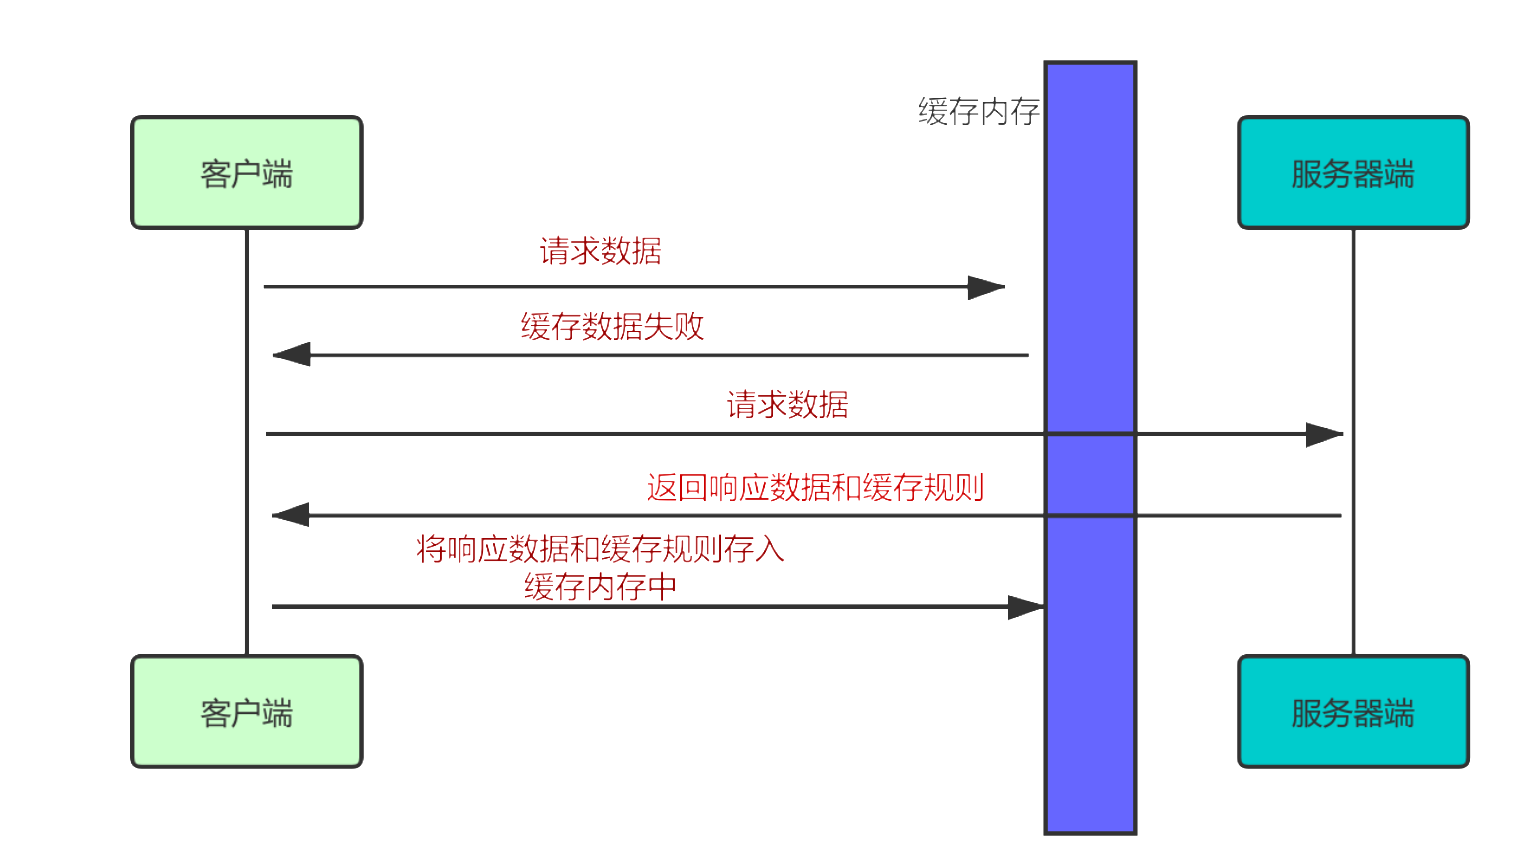 缓存内存
客户端
服务器端
请求数据
缓存数据失败
请求数据
返回响应数据和缓存规则
将响应数据和缓存规则存入
缓存内存中
客户端
服务器端